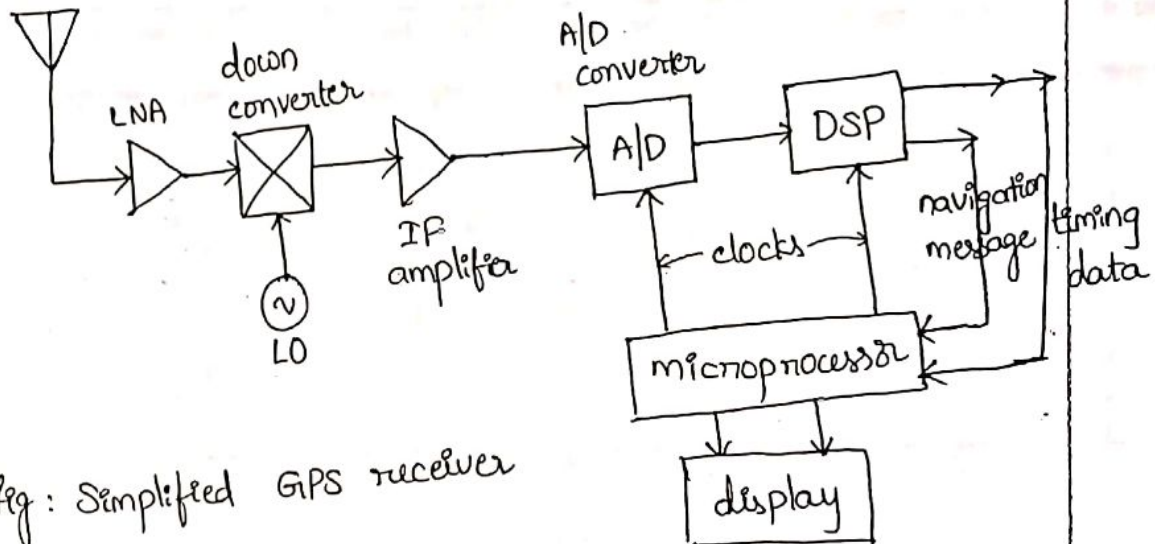 LNA
down
converter
A/D
converter
A/D
DSP
IF
amplifier
~
LO
clocks
navigation
message
timing
data
microprocessor
display
Fig: Simplified GPS receiver